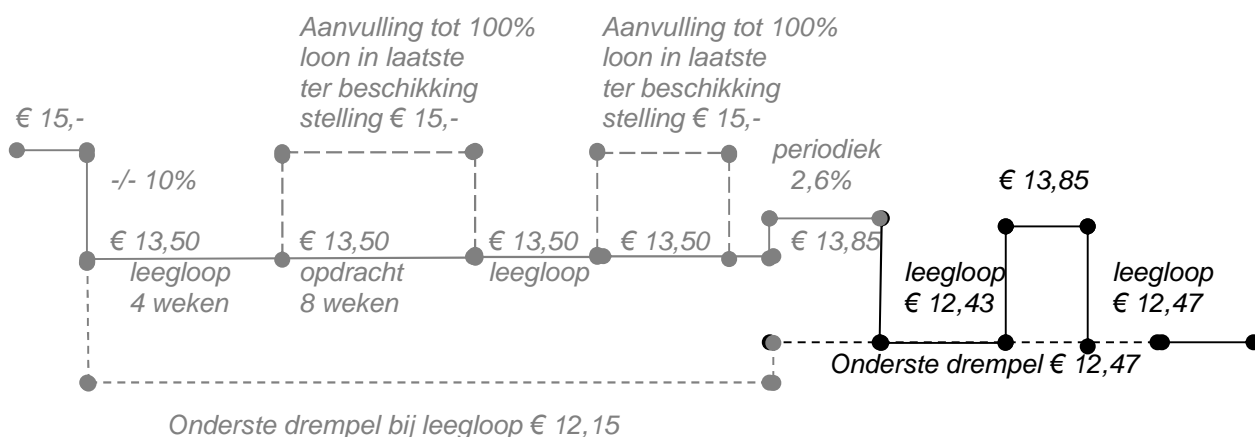 Aanvulling tot 100%
loon in laatste
ter beschikking
stelling € 15,-
Aanvulling tot 100%
loon in laatste
ter beschikking
stelling € 15,-
€ 15,-
-/- 10%
periodiek
2,6%
€ 13,85
€ 13,50
leegloop
4 weken
€ 13,50
opdracht
8 weken
€ 13,50
leegloop
€ 13,50
€ 13,85
leegloop
€ 12,43
leegloop
€ 12,47
Onderste drempel € 12,47
Onderste drempel bij leegloop € 12,15